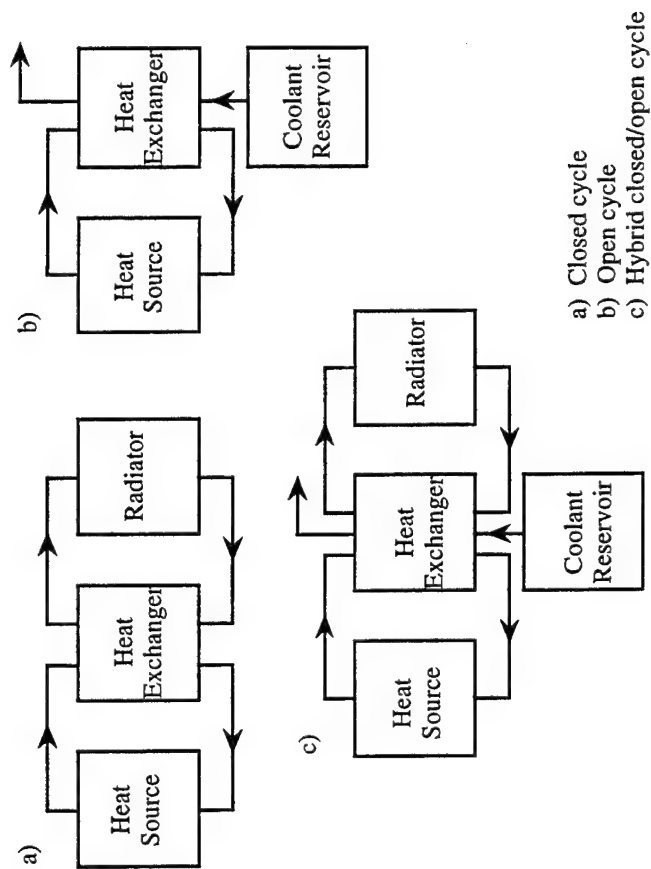 a)
Heat
Source
Heat
Exchanger
Radiator
b)
Heat
Source
Heat
Exchanger
Coolant
Reservoir
c)
Heat
Source
Heat
Exchanger
Radiator
Coolant
Reservoir
a) Closed cycle
b) Open cycle
c) Hybrid closed/open cycle